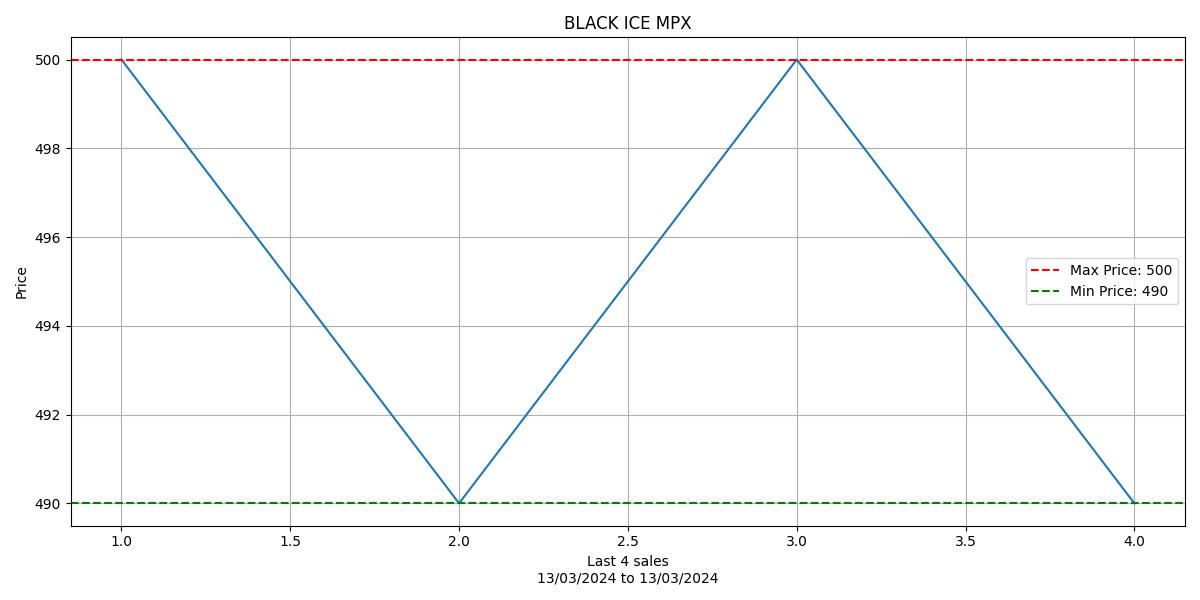 BLACK ICE MPX
500
498
496
494
492
490
Price
Max Price: 500
Min Price: 490
1.0 1.5 2.0 2.5 3.0 3.5 4.0
Last 4 sales
13/03/2024 to 13/03/2024